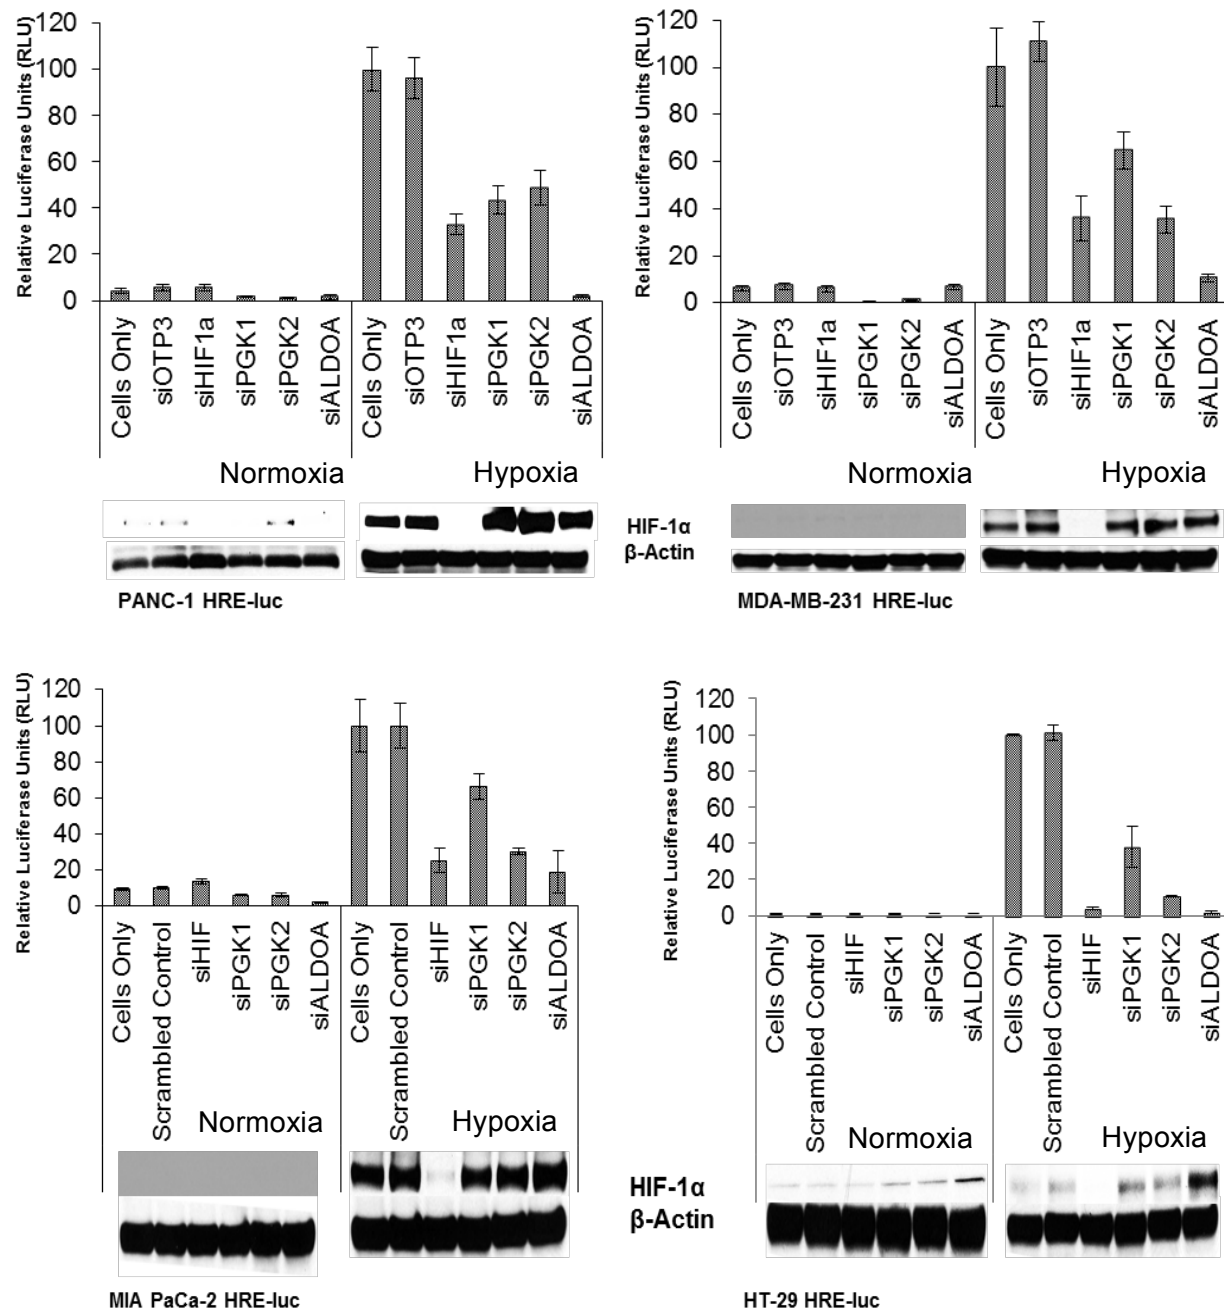 Relative Luciferase Units (RLU)
120
100
80
60
40
20
0
Cells Only
siOTP3
siHIF1a
siPGK1
siPGK2
siALDOA
Cells Only
siOTP3
siHIF1a
siPGK1
siPGK2
siALDOA
Normoxia
Hypoxia
PANC-1 HRE-luc
Relative Luciferase Units (RLU)
120
100
80
60
40
20
0
Cells Only
siOTP3
siHIF1a
siPGK1
siPGK2
siALDOA
Cells Only
siOTP3
siHIF1a
siPGK1
siPGK2
siALDOA
Normoxia
Hypoxia
HIF-1α
β-Actin
MDA-MB-231 HRE-luc
Relative Luciferase Units (RLU)
120
100
80
60
40
20
0
Cells Only
Scrambled Control
siHIF
siPGK1
siPGK2
siALDOA
Cells Only
Scrambled Control
siHIF
siPGK1
siPGK2
siALDOA
Normoxia
Hypoxia
MIA PaCa-2 HRE-luc
Relative Luciferase Units (RLU)
120
100
80
60
40
20
0
Cells Only
Scrambled Control
siHIF
siPGK1
siPGK2
siALDOA
Cells Only
Scrambled Control
siHIF
siPGK1
siPGK2
siALDOA
Normoxia
Hypoxia
HIF-1α
β-Actin
HT-29 HRE-luc